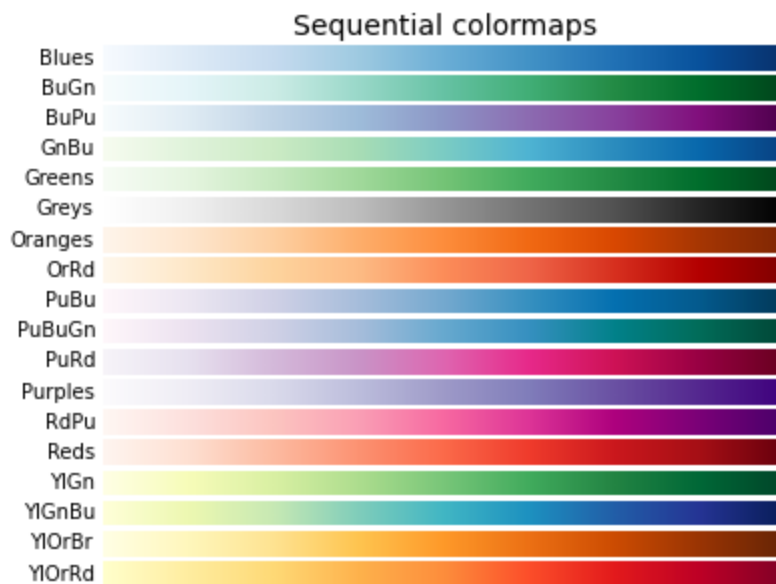 Sequential colormaps
Blues
BuGn
BuPu
GnBu
Greens
Greys
Oranges
OrRd
PuBu
PuBuGn
PuRd
Purples
RdPu
Reds
YlGn
YlGnBu
YlOrBr
YlOrRd